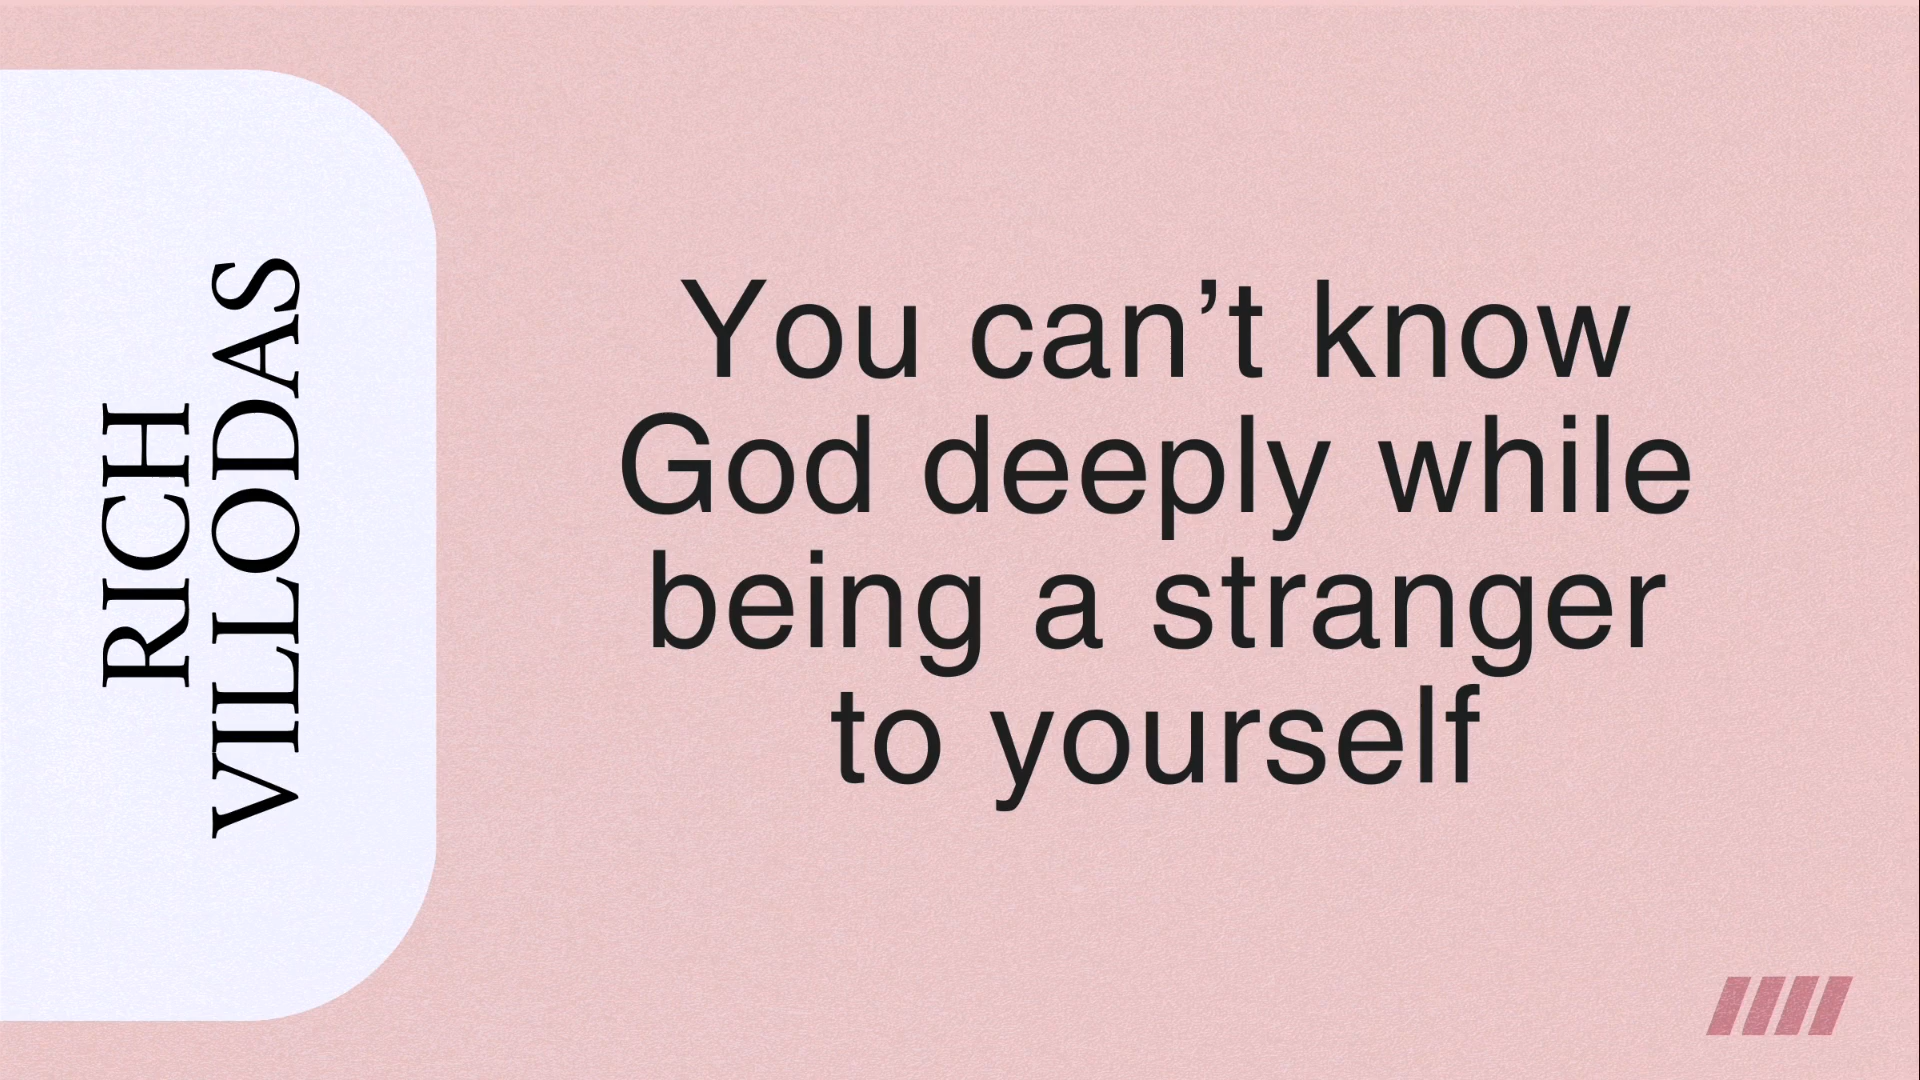 RICH
VILLODAS
You can’t know
God deeply while
being a stranger
to yourself